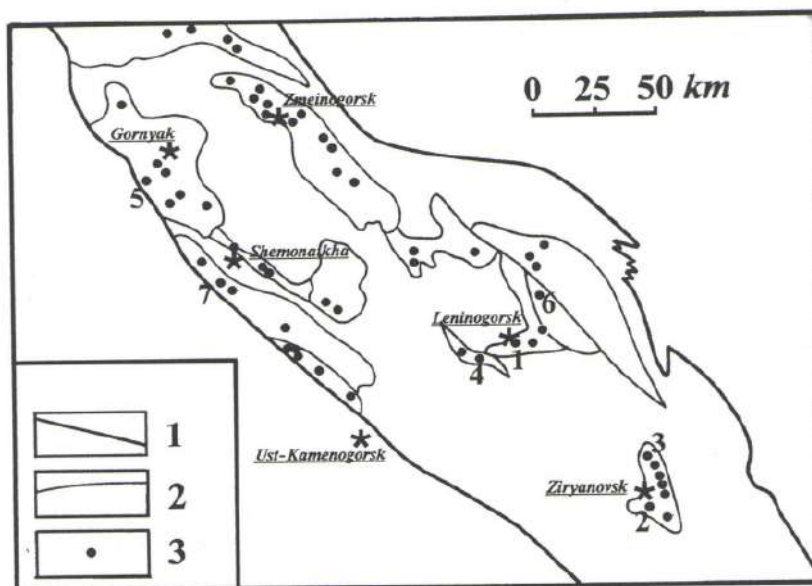 0 25 50 km
Zmeinogorsk
Gornyak
5
Shemonaikha
7
6
Leninogorsk
1
4
Ust-Kamenogorsk
3
Ziryanovsk
2
1
2
3